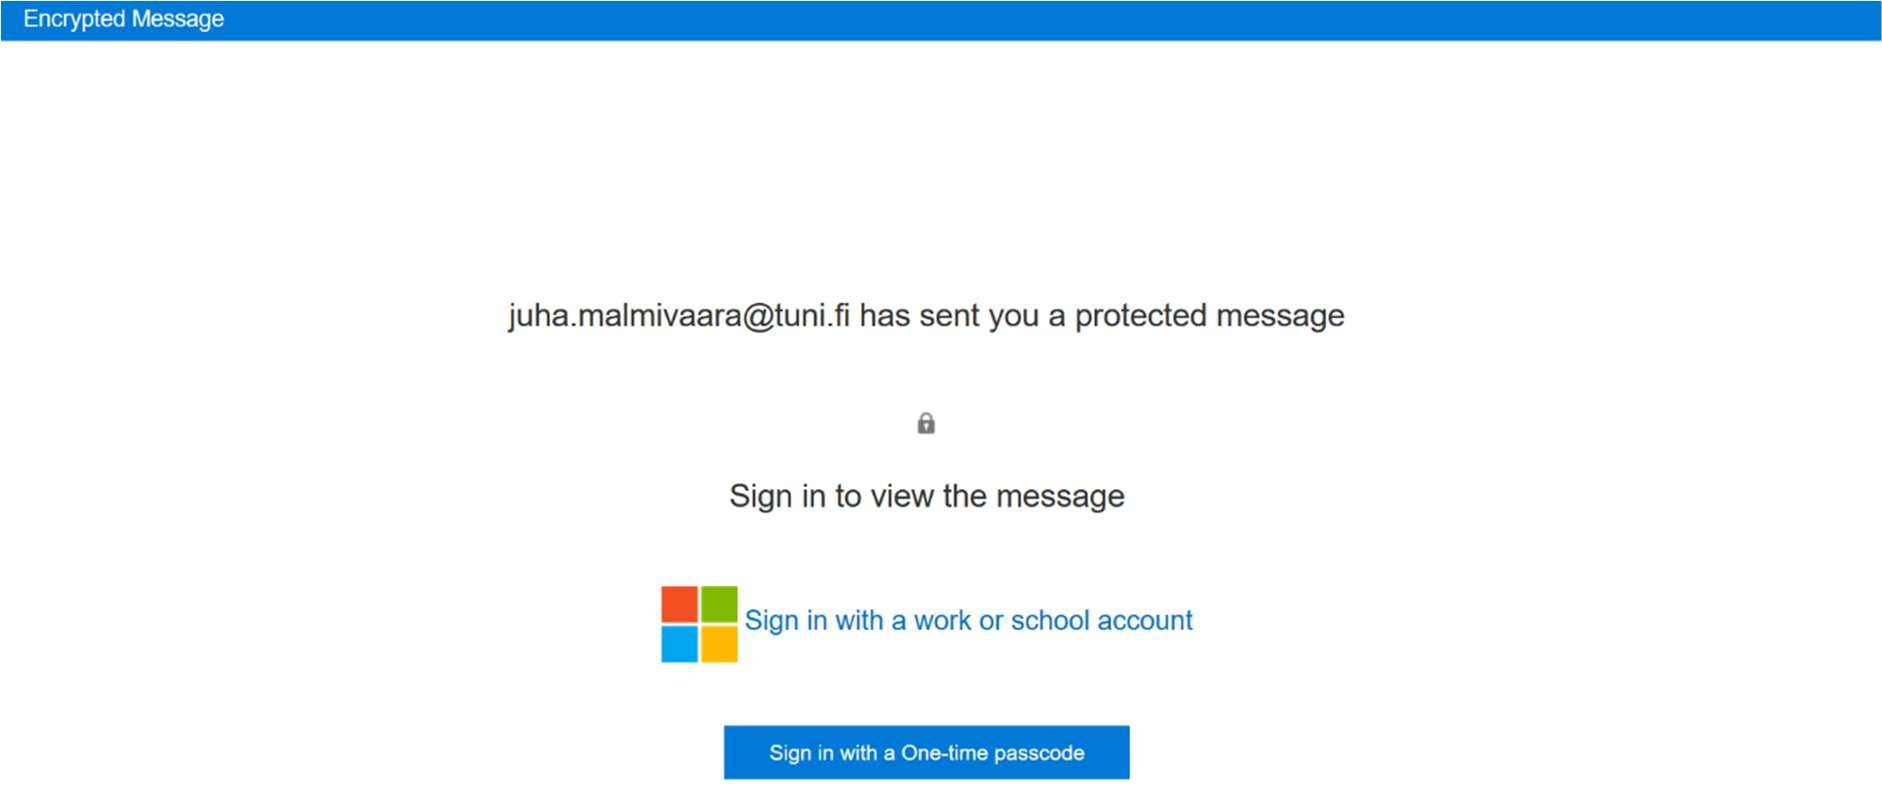 Encrypted Message
juha.malmivaara@tuni.fi has sent you a protected message
Sign in to view the message
Sign in with a work or school account
Sign in with a One-time passcode